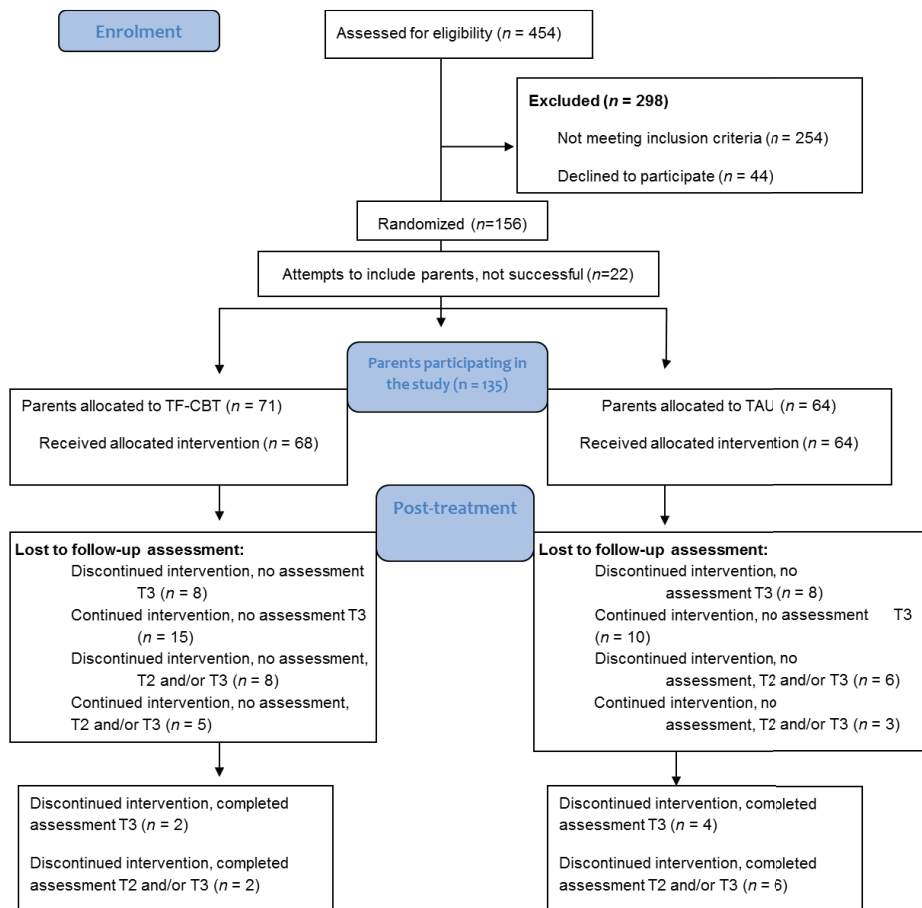 Enrolment
Assessed for eligibility (n = 454)
Excluded (n = 298)
Not meeting inclusion criteria (n = 254)
Declined to participate (n = 44)
Randomized (n=156)
Attempts to include parents, not successful (n=22)
Parents participating in
the study (n = 135)
Parents allocated to TF-CBT (n = 71)
Received allocated intervention (n = 68)
Parents allocated to TAU (n = 64)
Received allocated intervention (n = 64)
Post-treatment
Lost to follow-up assessment:
Discontinued intervention, no assessment
T3 (n = 8)
Continued intervention, no assessment T3
(n = 15)
Discontinued intervention, no assessment,
T2 and/or T3 (n = 8)
Continued intervention, no assessment,
T2 and/or T3 (n = 5)
Lost to follow-up assessment:
Discontinued intervention, no
assessment T3 (n = 8)
Continued intervention, no assessment T3
(n = 10)
Discontinued intervention, no
assessment, T2 and/or T3 (n = 6)
Continued intervention, no
assessment, T2 and/or T3 (n = 3)
Discontinued intervention, completed
assessment T3 (n = 2)
Discontinued intervention, completed
assessment T2 and/or T3 (n = 2)
Discontinued intervention, completed
assessment T3 (n = 4)
Discontinued intervention, completed
assessment T2 and/or T3 (n = 6)